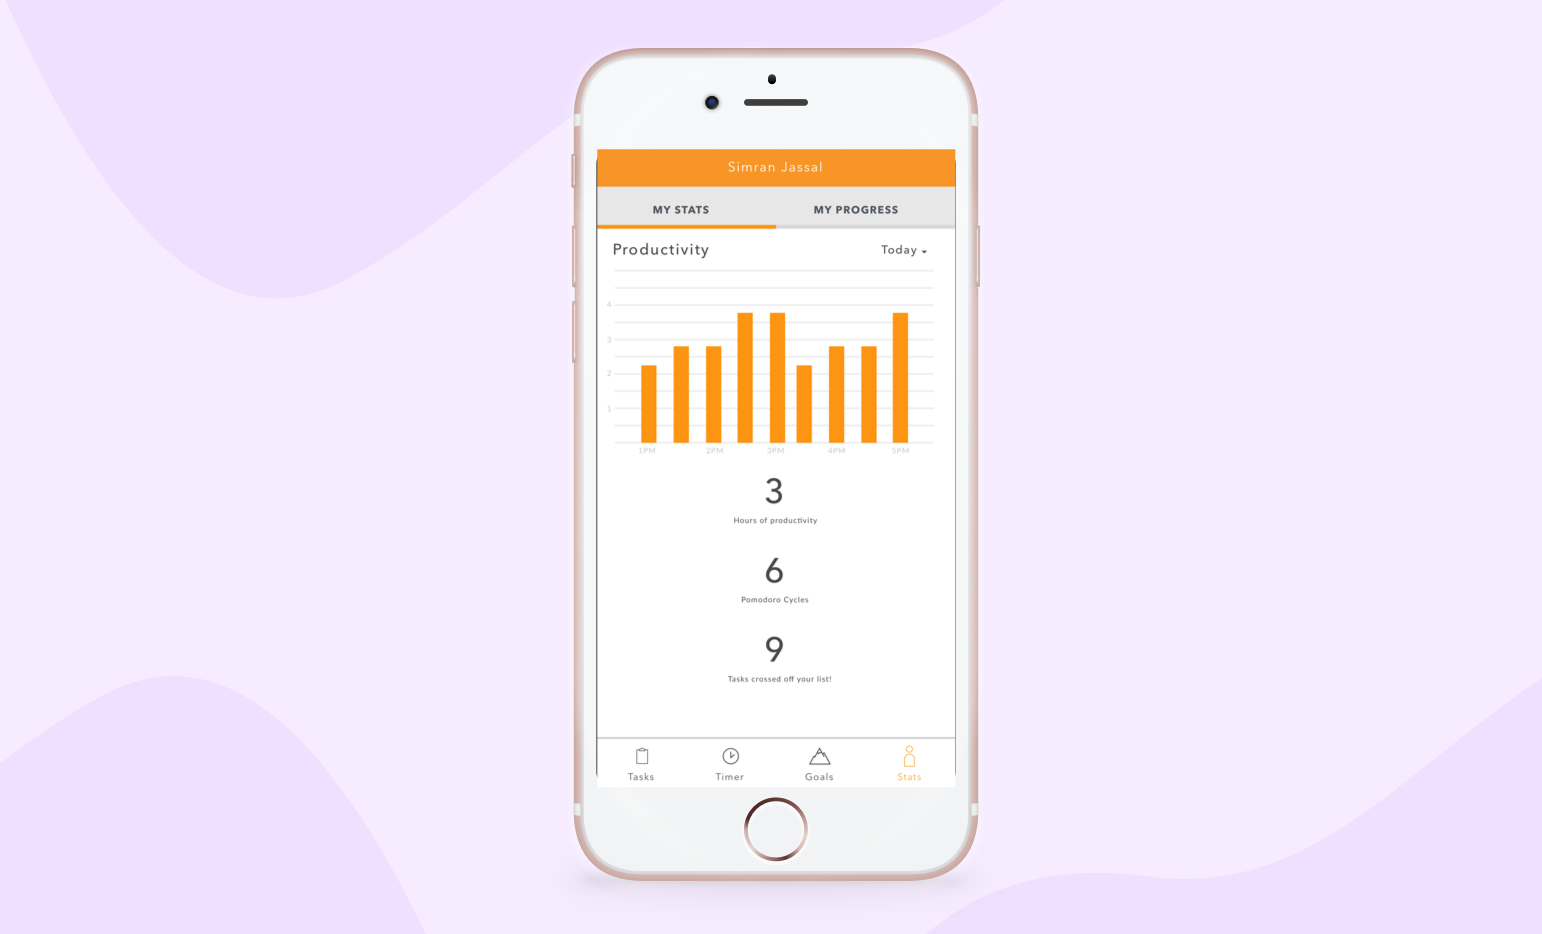 Simran Jassal
MY STATS MY PROGRESS
Productivity Today
4
3
2
1
1PM 2PM 3PM 4PM 5PM
3
Hours of productivity
6
Pomodoro Cycles
9
Tasks crossed off your list!
Tasks Timer Goals Stats